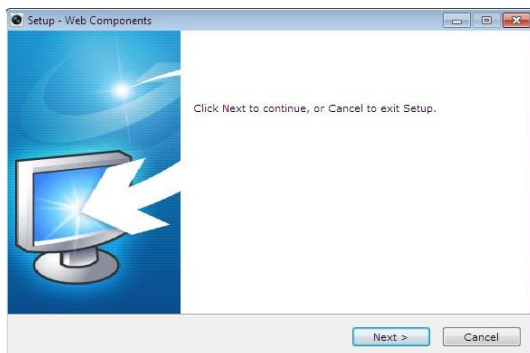 Setup - Web Components
Click Next to continue, or Cancel to exit Setup.
Next >
Cancel